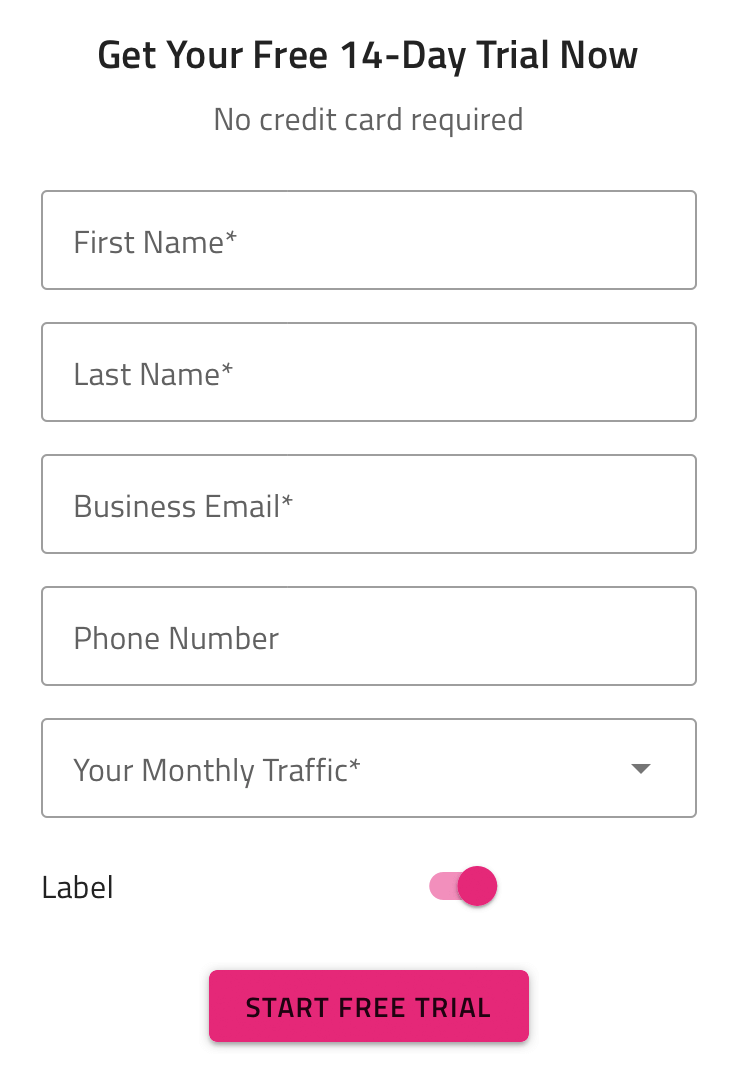 Get Your Free 14-Day Trial Now
No credit card required
First Name*
Last Name*
Business Email*
Phone Number
Your Monthly Traffic*
Label
START FREE TRIAL